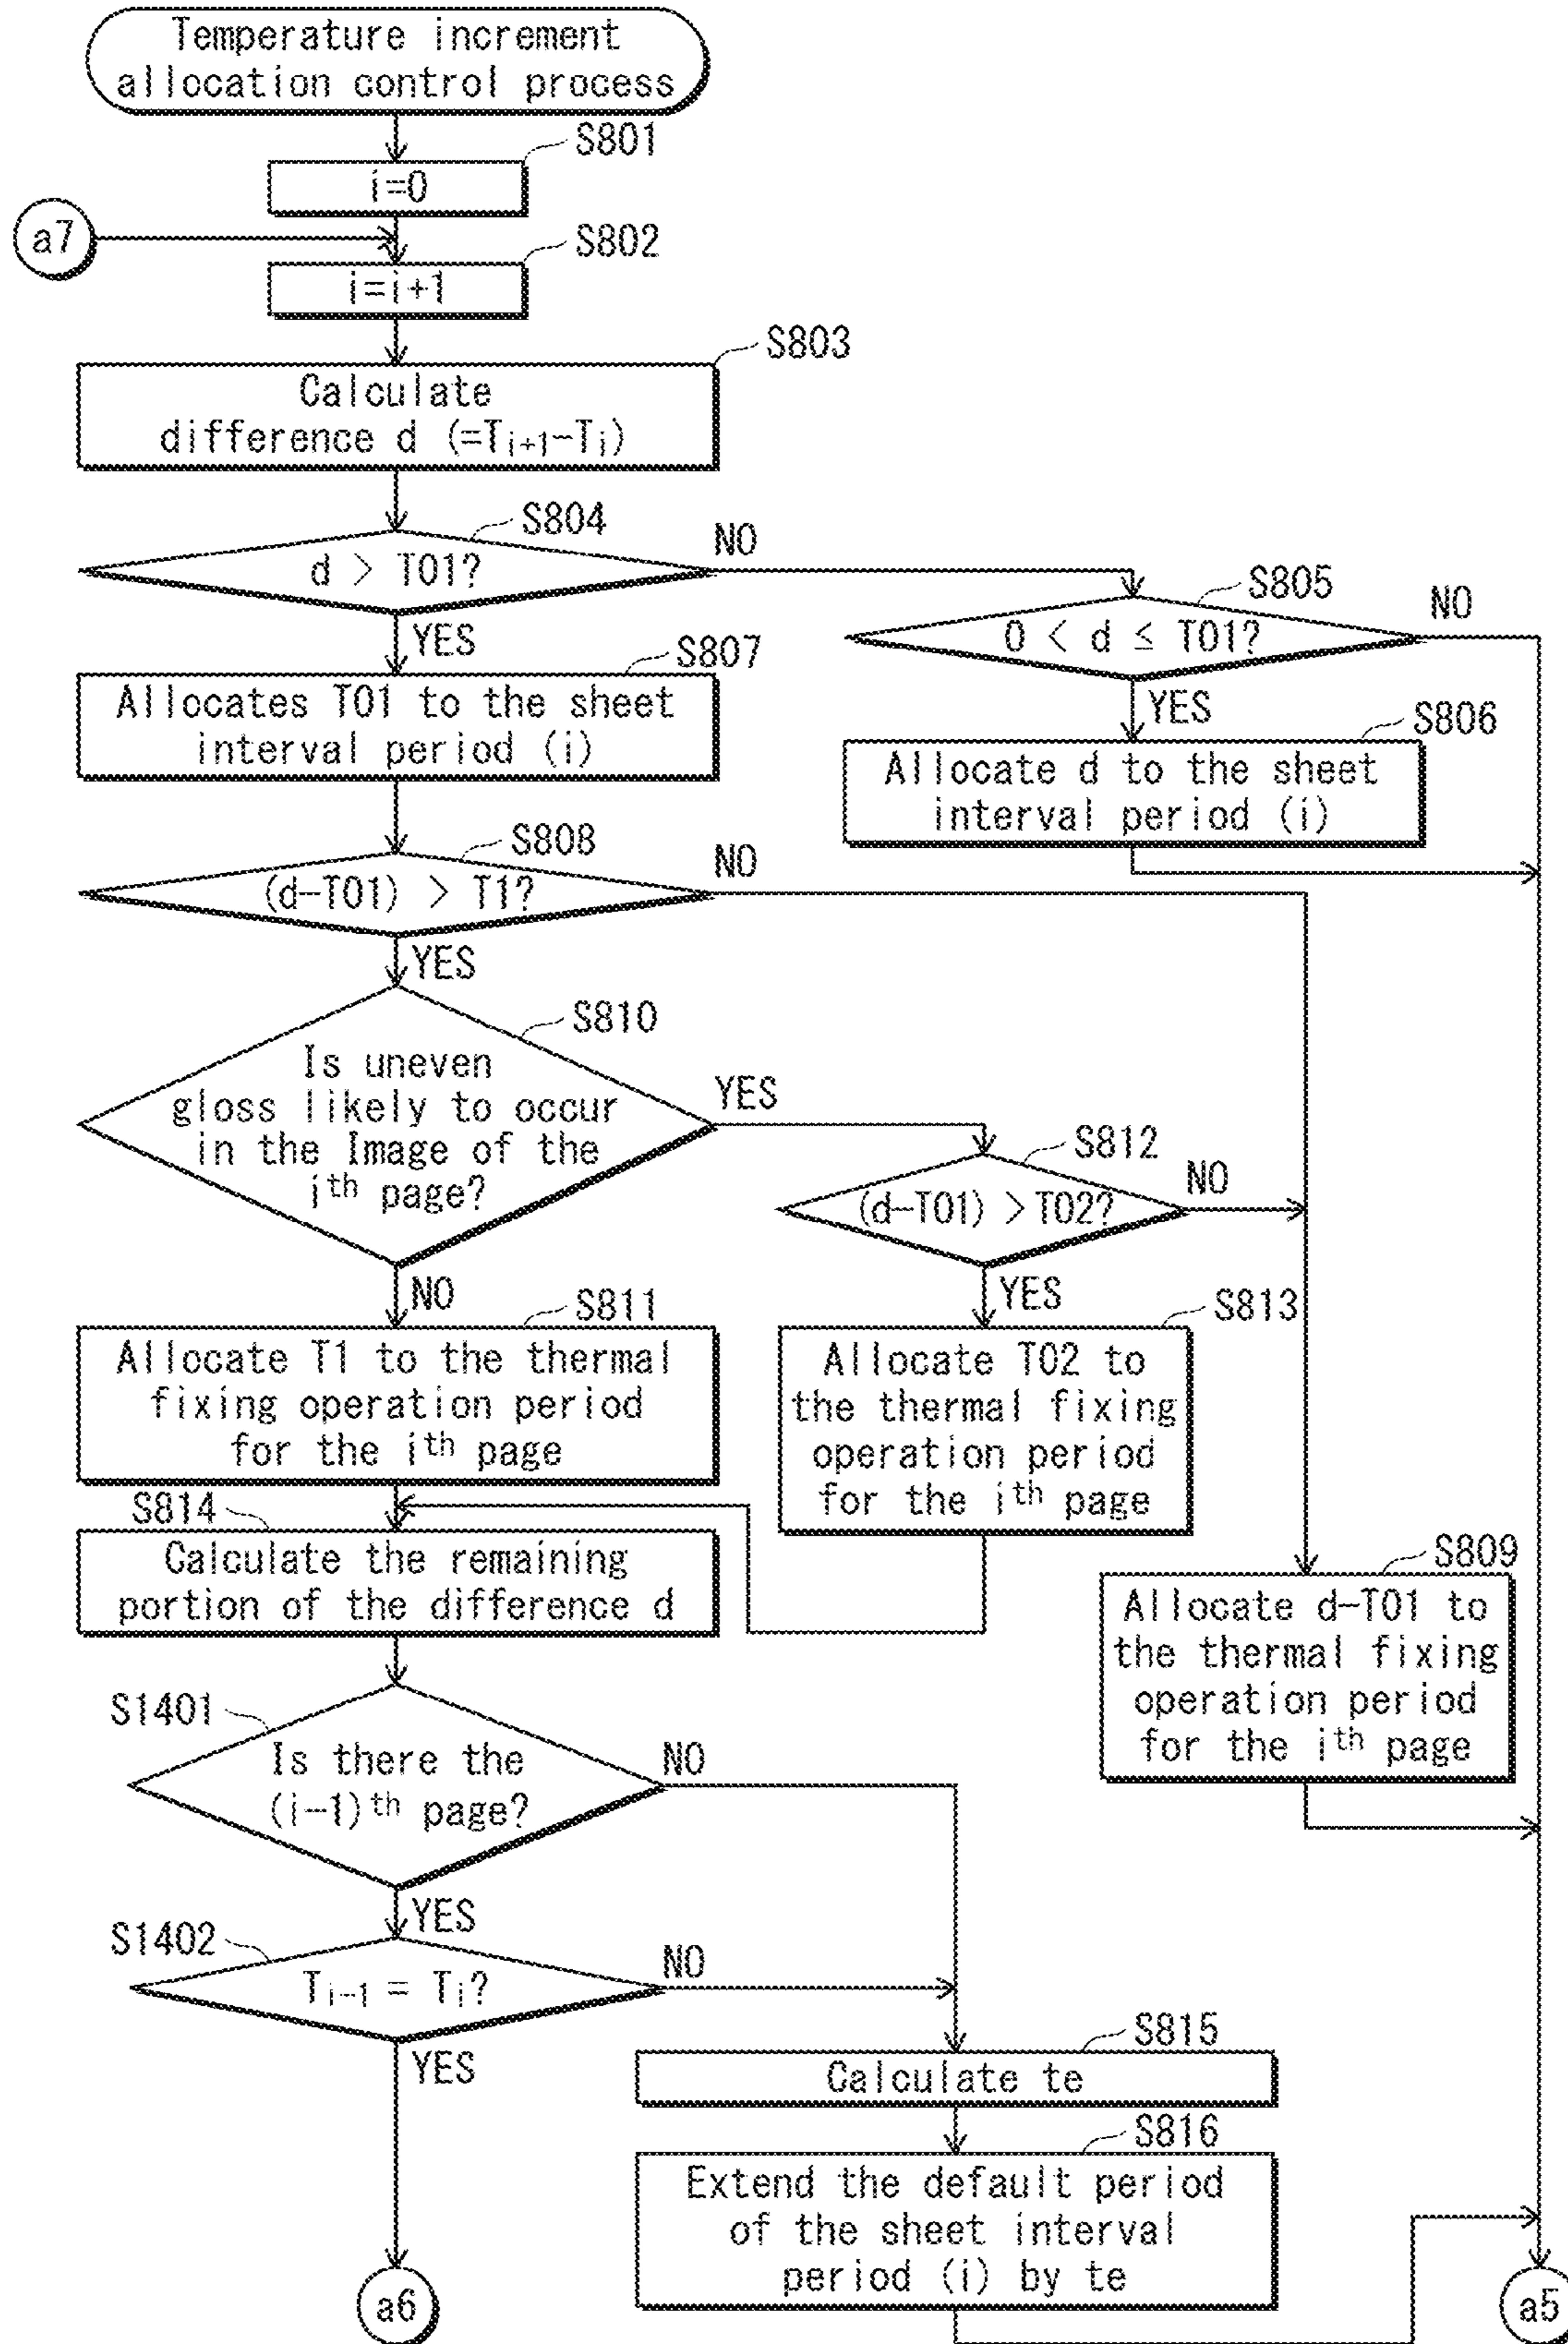 Temperature increment
allocation control process
S801
i=0
a7
S802
i=i+1
S803
Calculate
difference d (=Ti+1-Ti)
S804
d > T01?
NO
YES
S805
0 < d ≤ T01?
NO
YES
S807
Allocates T01 to the sheet
interval period (i)
S806
Allocate d to the sheet
interval period (i)
S808
(d-T01) > T1?
NO
YES
S810
Is uneven
gloss likely to occur
in the Image of the
ith page?
YES
NO
S812
(d-T01) > T02?
NO
YES
S811
Allocate T1 to the thermal
fixing operation period
for the ith page
S813
Allocate T02 to
the thermal fixing
operation period
for the ith page
S814
Calculate the remaining
portion of the difference d
S809
Allocate d-T01 to
the thermal fixing
operation period
for the ith page
S1401
Is there the
(i-1)th page?
NO
YES
S1402
Ti-1 = Ti?
NO
YES
S815
Calculate te
S816
Extend the default period
of the sheet interval
period (i) by te
a6
a5